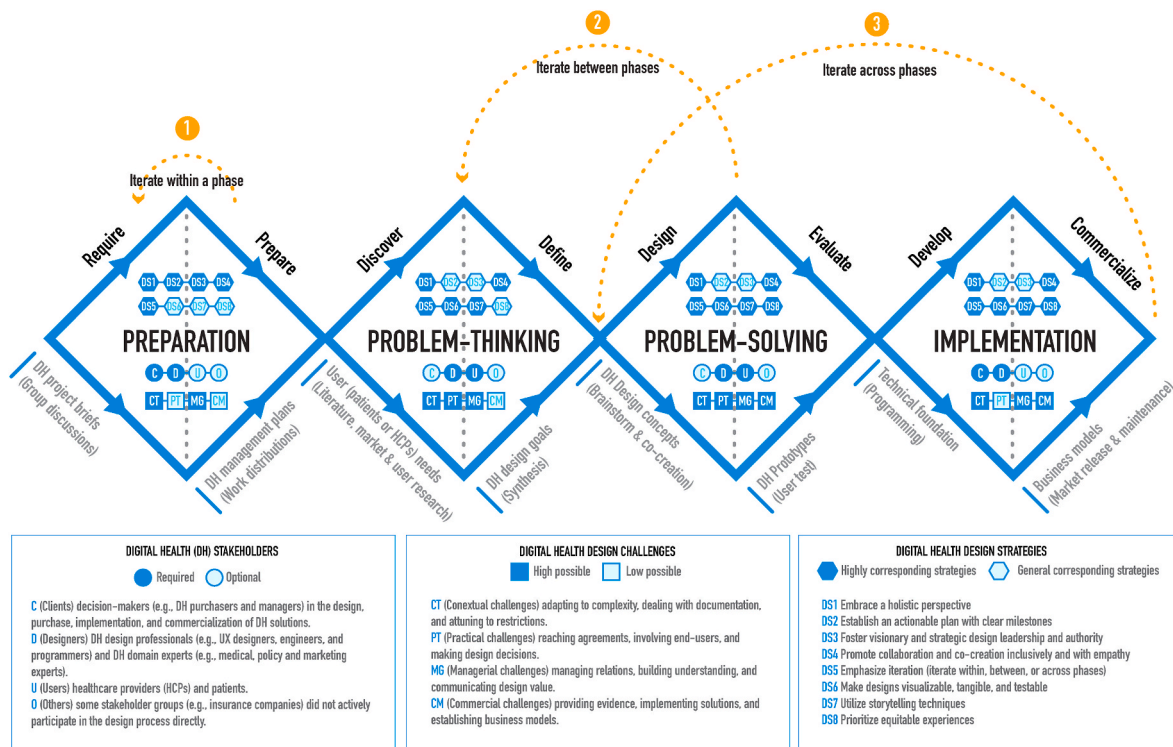 2
3
Iterate between phases
Iterate across phases
1
Iterate within a phase
Require
Prepare
Discover
Define
Design
Evaluate
Develop
Commercialize
DS1 DS2 DS3 DS4
DS5 DS6 DS7 DS8
PREPARATION
C D U O
CT PT MG CM
DS1 DS2 DS3 DS4
DS5 DS6 DS7 DS8
PROBLEM-THINKING
C D U O
CT PT MG CM
DS1 DS2 DS3 DS4
DS5 DS6 DS7 DS8
PROBLEM-SOLVING
C D U O
CT PT MG CM
DS1 DS2 DS3 DS4
DS5 DS6 DS7 DS8
IMPLEMENTATION
C D U O
CT PT MG CM
DH project briefs
(Group discussions)
DH management plans
(Work distributions)
User (patients or HCPs) needs
(Literature, market & user research)
DH design goals
(Synthesis)
DH Design concepts
(Brainstorm & co-creation)
DH Prototypes
(User test)
Technical foundation
(Programming)
Business models
(Market release & maintenance)
DIGITAL HEALTH (DH) STAKEHOLDERS
Required Optional
C (Clients) decision-makers (e.g., DH purchasers and managers) in the design,
purchase, implementation, and commercialization of DH solutions.
D (Designers) DH design professionals (e.g., UX designers, engineers, and
programmers) and DH domain experts (e.g., medical, policy and marketing
experts).
U (Users) healthcare providers (HCPs) and patients.
O (Others) some stakeholder groups (e.g., insurance companies) did not actively
participate in the design process directly.
DIGITAL HEALTH DESIGN CHALLENGES
High possible Low possible
CT (Conextual challenges) adapting to complexity, dealing with documentation,
and attuning to restrictions.
PT (Practical challenges) reaching agreements, involving end-users, and
making design decisions.
MG (Managerial challenges) managing relations, building understanding, and
communicating design value.
CM (Commercial challenges) providing evidence, implementing solutions, and
establishing business models.
DIGITAL HEALTH DESIGN STRATEGIES
Highly corresponding strategies General corresponding strategies
DS1 Embrace a holistic perspective
DS2 Establish an actionable plan with clear milestones
DS3 Foster visionary and strategic design leadership and authority
DS4 Promote collaboration and co-creation inclusively and with empathy
DS5 Emphasize iteration (iterate within, between, or across phases)
DS6 Make designs visualizable, tangible, and testable
DS7 Utilize storytelling techniques
DS8 Prioritize equitable experiences